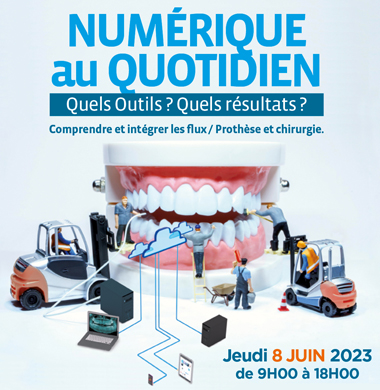 NUMÉRIQUE
au QUOTIDIEN
Quels Outils ? Quels résultats ?
Comprendre et intégrer les flux / Prothèse et chirurgie.
Jeudi 8 JUIN 2023
de 9H00 à 18H00